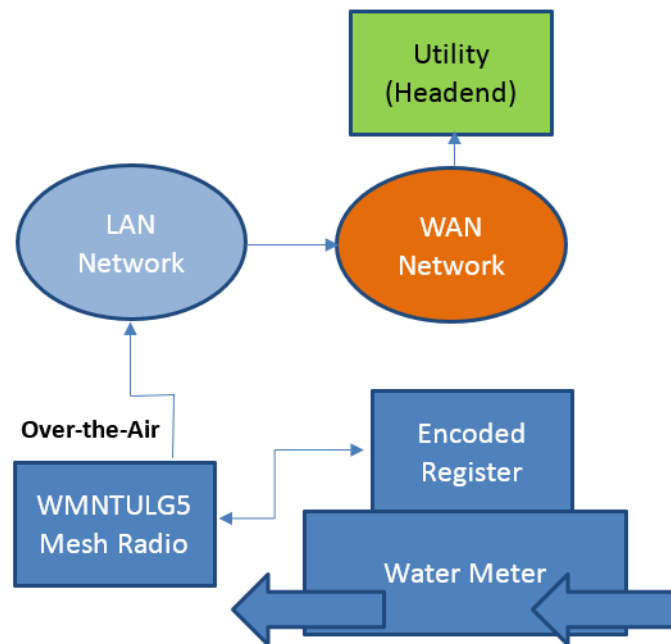 Utility
(Headend)
LAN
Network
WAN
Network
Over-the-Air
Encoded
Register
WMNTULG5
Mesh Radio
Water Meter